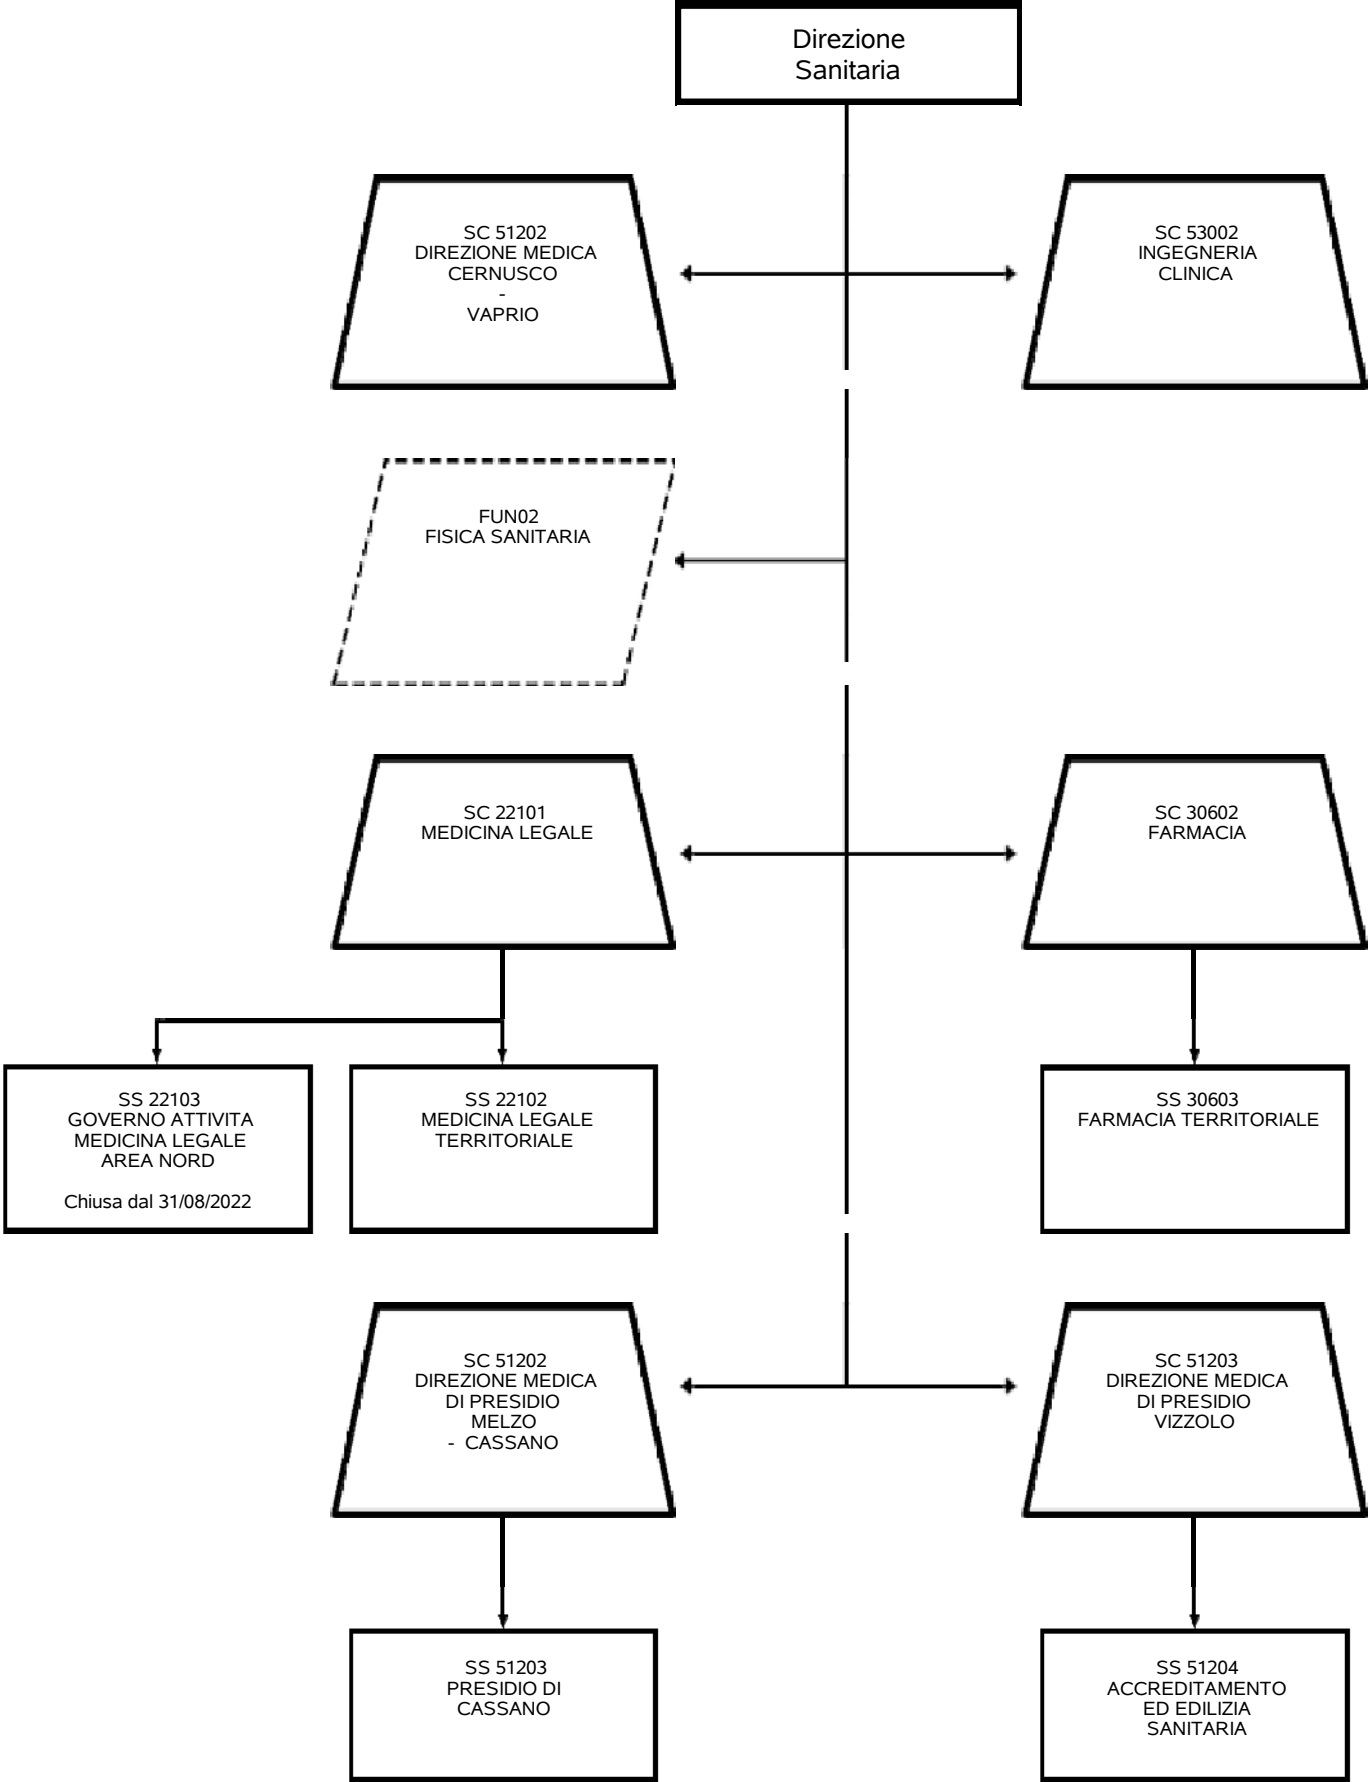 Direzione
Sanitaria
SC 51202
DIREZIONE MEDICA
CERNUSCO
-
VAPRIO
SC 53002
INGEGNERIA
CLINICA
FUN02
FISICA SANITARIA
SC 22101
MEDICINA LEGALE
SC 30602
FARMACIA
SS 22103
GOVERNO ATTIVITA
MEDICINA LEGALE
AREA NORD
Chiusa dal 31/08/2022
SS 22102
MEDICINA LEGALE
TERRITORIALE
SS 30603
FARMACIA TERRITORIALE
SC 51202
DIREZIONE MEDICA
DI PRESIDIO
MELZO
- CASSANO
SC 51203
DIREZIONE MEDICA
DI PRESIDIO
VIZZOLO
SS 51203
PRESIDIO DI
CASSANO
SS 51204
ACCREDITAMENTO
ED EDILIZIA
SANITARIA